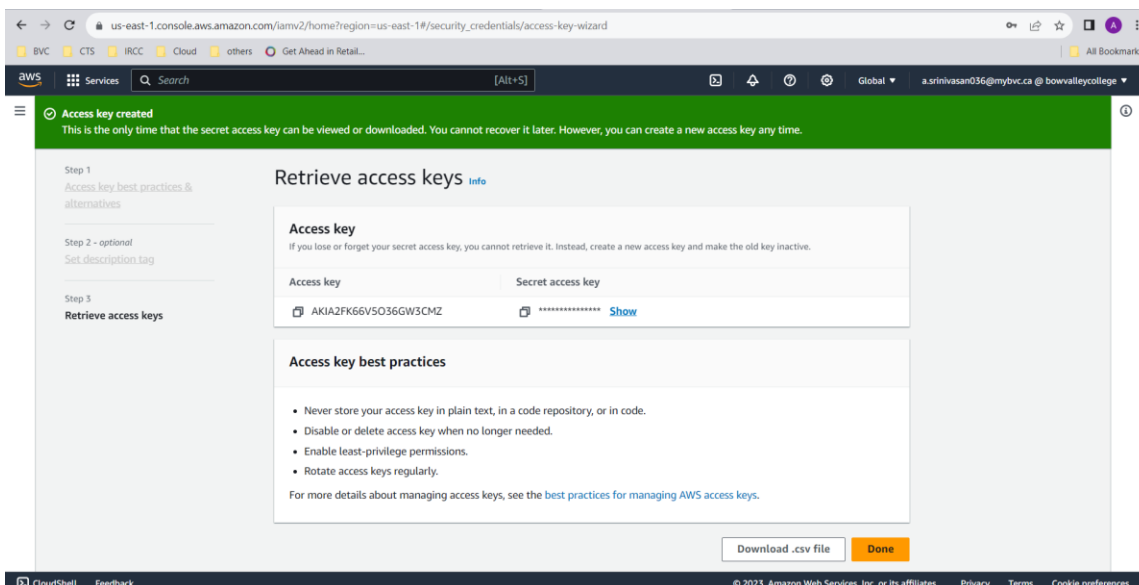 us-east-1.console.aws.amazon.com/iamv2/home?region=us-east-1#/security_credentials/access-key-wizard
BVC CTS IRCC Cloud others Get Ahead in Retail... All Bookmark
aws Services Search [Alt+S] Global a.srinivasan036@mybvc.ca @ bowvalleycollege
Access key created
This is the only time that the secret access key can be viewed or downloaded. You cannot recover it later. However, you can create a new access key any time.
Step 1
Access key best practices &
alternatives
Step 2 - optional
Set description tag
Step 3
Retrieve access keys
Retrieve access keys Info
Access key
If you lose or forget your secret access key, you cannot retrieve it. Instead, create a new access key and make the old key inactive.
Access key Secret access key
AKIA2FK66V5O36GW3CMZ *************** Show
Access key best practices
• Never store your access key in plain text, in a code repository, or in code.
• Disable or delete access key when no longer needed.
• Enable least-privilege permissions.
• Rotate access keys regularly.
For more details about managing access keys, see the best practices for managing AWS access keys.
Download .csv file Done
CloudShell Feedback © 2023, Amazon Web Services, Inc. or its affiliates. Privacy Terms Cookie preferences